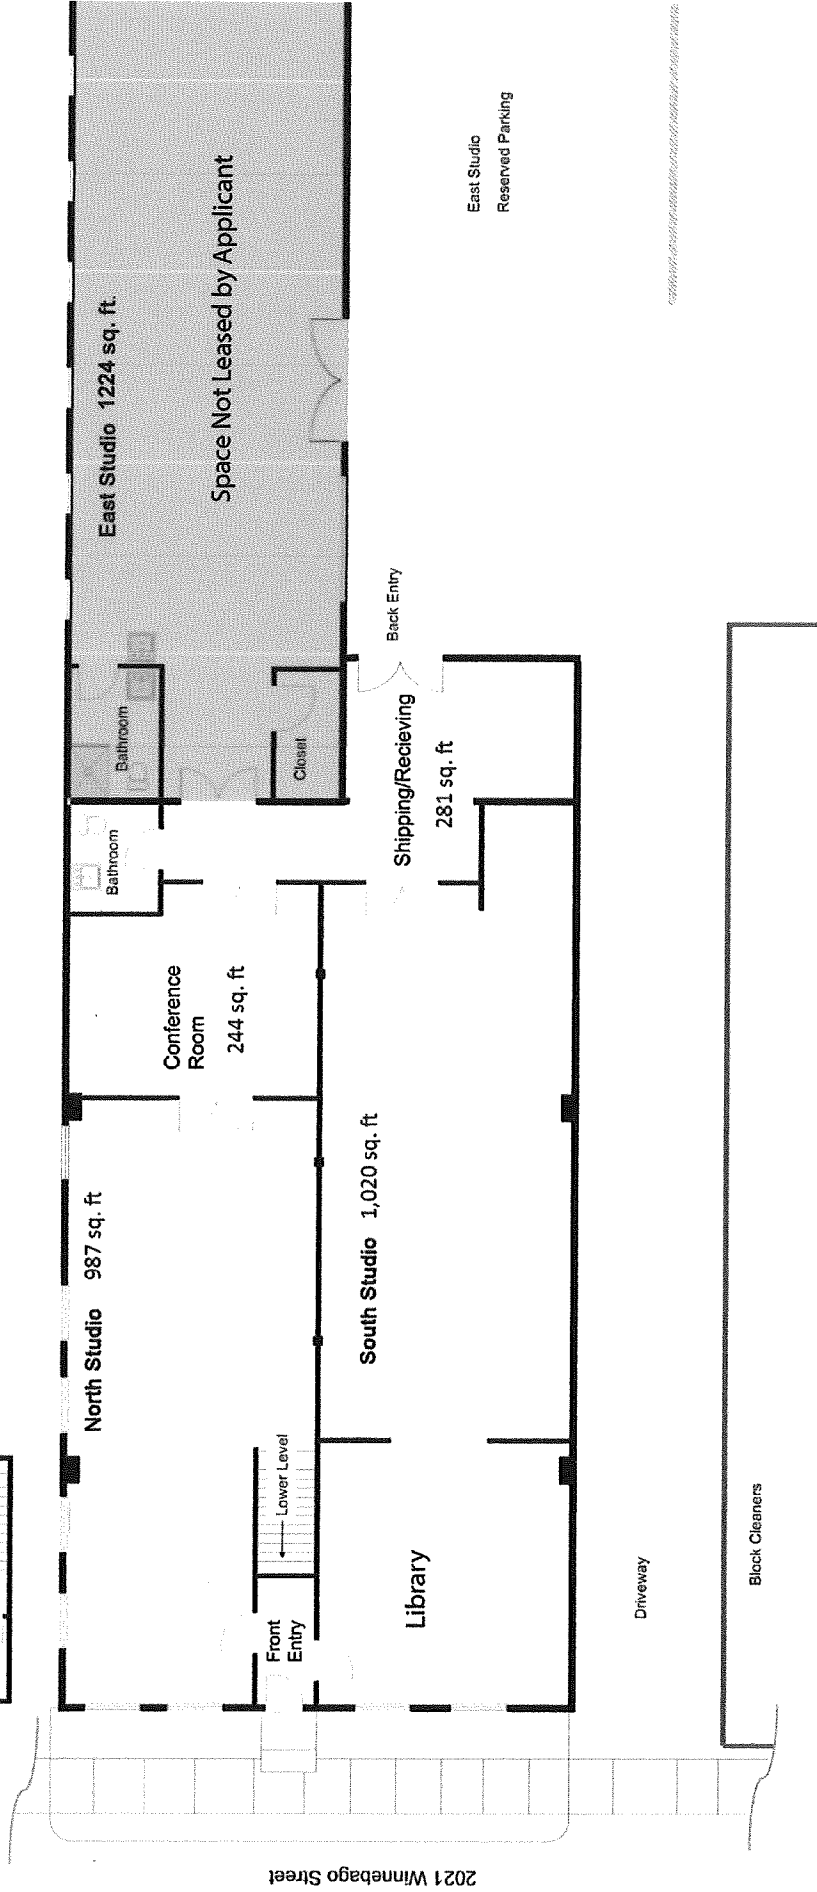 East Studio 1224 sq. ft.
Space Not Leased by Applicant
East Studio
Reserved Parking
Bathroom
Closet
Back Entry
Bathroom
Shipping/Recieving
281 sq. ft
Conference
Room
244 sq. ft
North Studio 987 sq. ft
South Studio 1,020 sq. ft
Lower Level
Front
Entry
Library
Driveway
Block Cleaners
2021 Winnebago Street